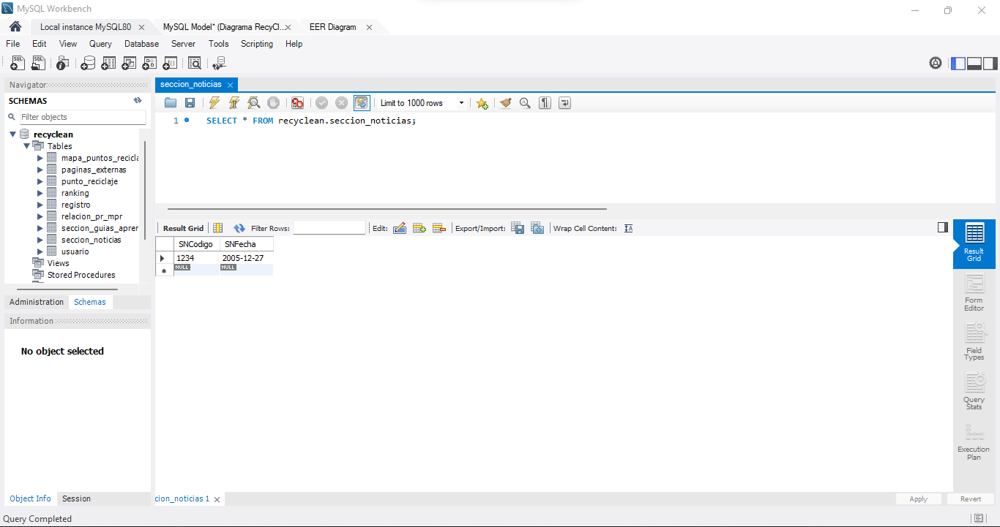 MySQL Workbench
Local instance MySQL80
MySQL Model* (Diagrama RecyCl...
EER Diagram
File Edit View Query Database Server Tools Scripting Help
Navigator
seccion_noticias
SCHEMAS
Limit to 1000 rows
Filter objects
1 SELECT * FROM recyclean.seccion_noticias;
recyclean
Tables
mapa_puntos_recicla
paginas_externas
punto_reciclaje
ranking
registro
relacion_pr_mpr
seccion_guias_apren
seccion_noticias
usuario
Views
Stored Procedures
Administration Schemas
Information
No object selected
Object Info Session
Result Grid Filter Rows: Edit: Export/Import: Wrap Cell Content:
SNCodigo SNFecha
1234 2005-12-27
NULL NULL
Result
Grid
Form
Editor
Field
Types
Query
Stats
Execution
Plan
cion_noticias 1
Apply Revert
Query Completed